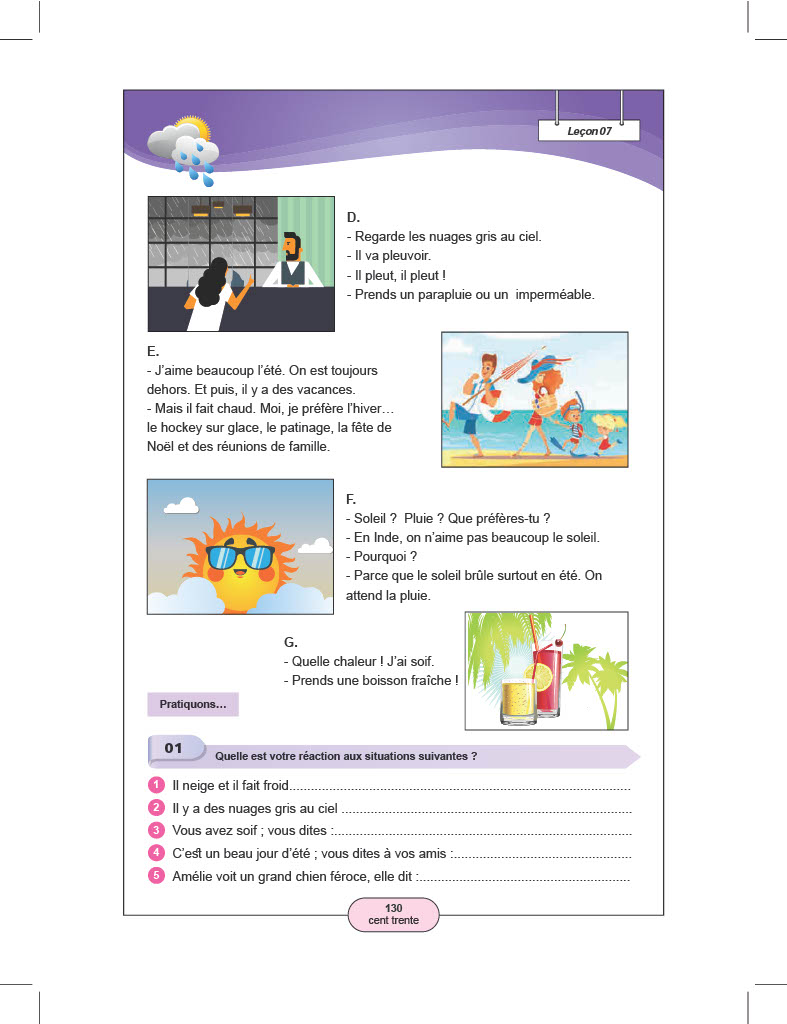 Leçon 07
D.
- Regarde les nuages gris au ciel.
- Il va pleuvoir.
- Il pleut, il pleut !
- Prends un parapluie ou un imperméable.
E.
- J’aime beaucoup l’été. On est toujours
dehors. Et puis, il y a des vacances.
- Mais il fait chaud. Moi, je préfère l’hiver…
le hockey sur glace, le patinage, la fête de
Noël et des réunions de famille.
F.
- Soleil ? Pluie ? Que préfères-tu ?
- En Inde, on n’aime pas beaucoup le soleil.
- Pourquoi ?
- Parce que le soleil brûle surtout en été. On
attend la pluie.
G.
- Quelle chaleur ! J’ai soif.
- Prends une boisson fraîche !
Pratiquons…
01
Quelle est votre réaction aux situations suivantes ?
1 Il neige et il fait froid...............................................................................................
2 Il y a des nuages gris au ciel ................................................................................
3 Vous avez soif ; vous dites :..................................................................................
4 C’est un beau jour d’été ; vous dites à vos amis :.................................................
5 Amélie voit un grand chien féroce, elle dit :..........................................................
130
cent trente